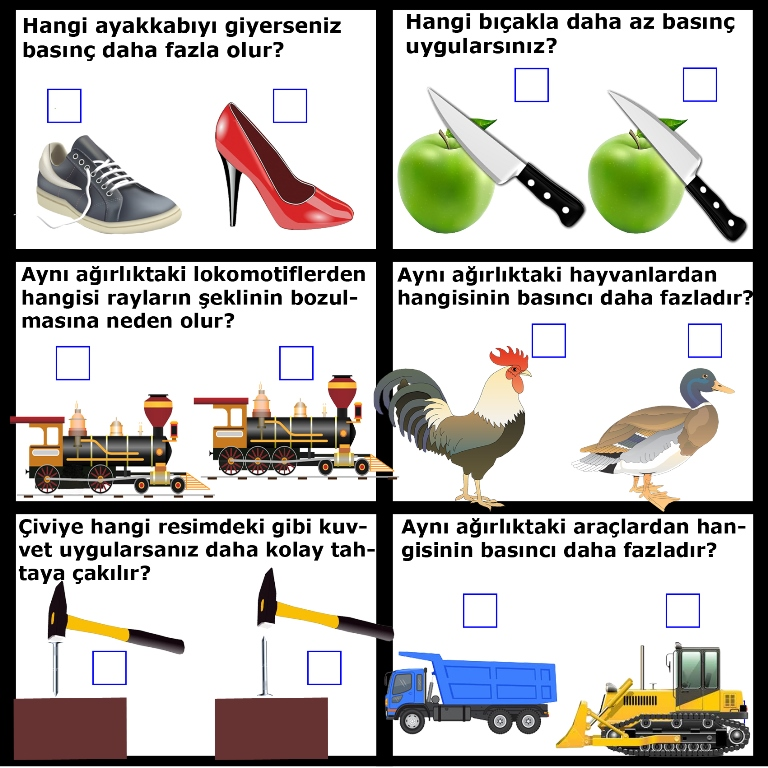 Hangi ayakkabıyı giyerseniz
basınç daha fazla olur?
Hangi bıçakla daha az basınç
uygularsınız?
Aynı ağırlıktaki lokomotiflerden
hangisi rayların şeklinin bozul-
masına neden olur?
Aynı ağırlıktaki hayvanlardan
hangisinin basıncı daha fazladır?
Çiviye hangi resimdeki gibi kuv-
vet uygularsanız daha kolay tah-
taya çakılır?
Aynı ağırlıktaki araçlardan han-
gisinin basıncı daha fazladır?